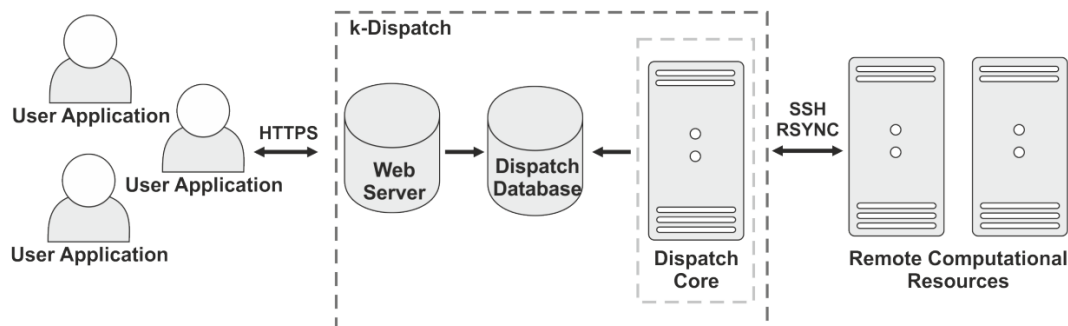 k-Dispatch
User Application
HTTPS
User Application
User Application
Web
Server
Dispatch
Database
Dispatch
Core
SSH
RSYNC
Remote Computational
Resources